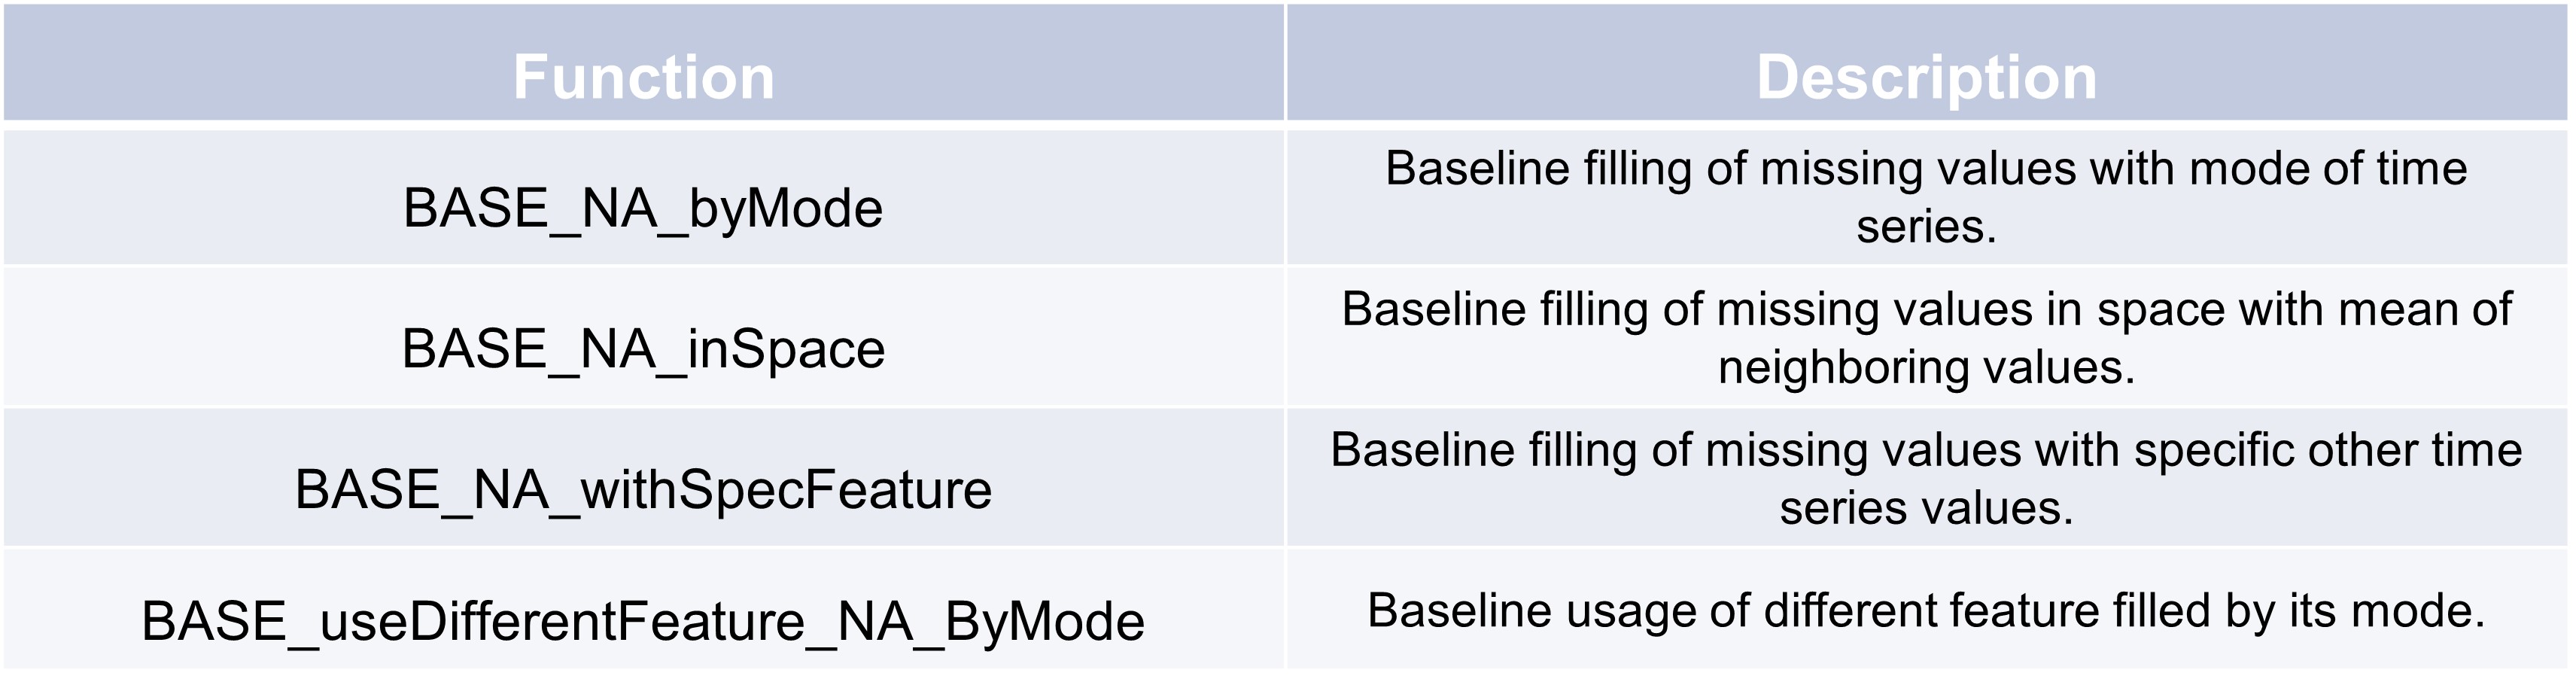 Function
Description
BASE_NA_byMode
Baseline filling of missing values with mode of time
series.
BASE_NA_inSpace
Baseline filling of missing values in space with mean of
neighboring values.
BASE_NA_withSpecFeature
Baseline filling of missing values with specific other time
series values.
BASE_useDifferentFeature_NA_ByMode
Baseline usage of different feature filled by its mode.